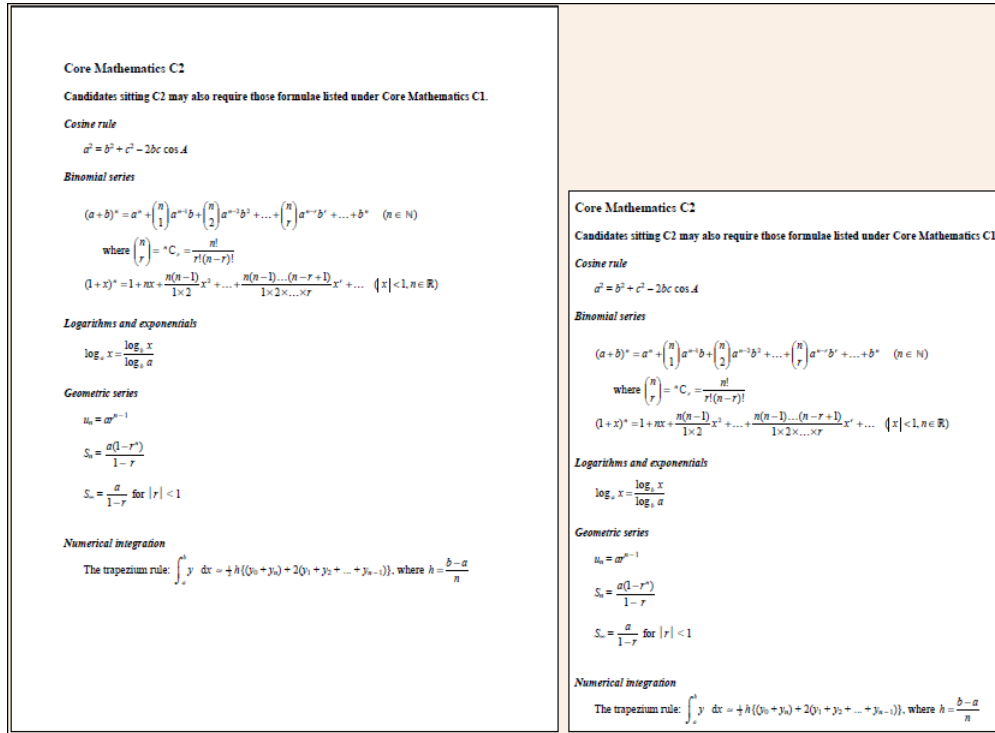 Core Mathematics C2
Candidates sitting C2 may also require those formulae listed under Core Mathematics C1.
Cosine rule
a² = b² + c² – 2bc cos A
Binomial series
(a+b)ⁿ = aⁿ + (n 1) aⁿ⁻¹b + (n 2) aⁿ⁻²b² + ... + (n r) aⁿ⁻ʳbʳ + ... + bⁿ (n ∈ ℕ)
where (n r) = ⁿCᵣ = n! / r!(n–r)!
(1+x)ⁿ = 1 + nx + n(n–1) / 1×2 x² + ... + n(n–1)...(n–r+1) / 1×2×...×r xʳ + ... (|x| < 1, n ∈ ℝ)
Logarithms and exponentials
logₐ x = log_b x / log_b a
Geometric series
uₙ = arⁿ⁻¹
Sₙ = a(1–rⁿ) / 1–r
S∞ = a / 1–r for |r| < 1
Numerical integration
The trapezium rule: ∫ₐᵇ y dx ≈ ½h{(y₀ + yₙ) + 2(y₁ + y₂ + ... + yₙ₋₁)}, where h = b–a / n
Core Mathematics C2
Candidates sitting C2 may also require those formulae listed under Core Mathematics C1
Cosine rule
a² = b² + c² – 2bc cos A
Binomial series
(a+b)ⁿ = aⁿ + (n 1) aⁿ⁻¹b + (n 2) aⁿ⁻²b² + ... + (n r) aⁿ⁻ʳbʳ + ... + bⁿ (n ∈ ℕ)
where (n r) = ⁿCᵣ = n! / r!(n–r)!
(1+x)ⁿ = 1 + nx + n(n–1) / 1×2 x² + ... + n(n–1)...(n–r+1) / 1×2×...×r xʳ + ... (|x| < 1, n ∈ ℝ)
Logarithms and exponentials
logₐ x = log_b x / log_b a
Geometric series
uₙ = arⁿ⁻¹
Sₙ = a(1–rⁿ) / 1–r
S∞ = a / 1–r for |r| < 1
Numerical integration
The trapezium rule: ∫ₐᵇ y dx ≈ ½h{(y₀ + yₙ) + 2(y₁ + y₂ + ... + yₙ₋₁)}, where h = b–a / n